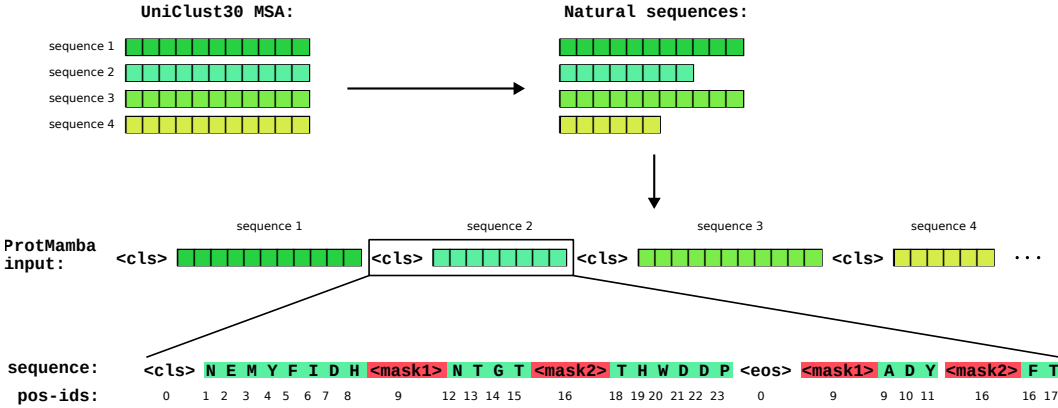 UniClust30 MSA:
Natural sequences:
sequence 1
sequence 2
sequence 3
sequence 4
sequence 1 sequence 2 sequence 3 sequence 4
ProtMamba
input:
<cls> <cls> <cls> <cls> ...
sequence: <cls> N E M Y F I D H <mask1> N T G T <mask2> T H W D D P <eos> <mask1> A D Y <mask2> F T
pos-ids: 0 1 2 3 4 5 6 7 8 9 12 13 14 15 16 18 19 20 21 22 23 0 9 9 10 11 16 16 17